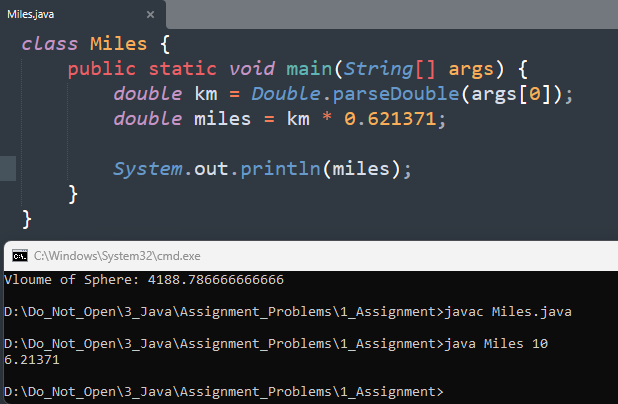 Miles.java ×
class Miles {
public static void main(String[] args) {
double km = Double.parseDouble(args[0]);
double miles = km * 0.621371;
System.out.println(miles);
}
}
C:\Windows\System32\cmd.exe
Vloume of Sphere: 4188.786666666666
D:\Do_Not_Open\3_Java\Assignment_Problems\1_Assignment>javac Miles.java
D:\Do_Not_Open\3_Java\Assignment_Problems\1_Assignment>java Miles 10
6.21371
D:\Do_Not_Open\3_Java\Assignment_Problems\1_Assignment>